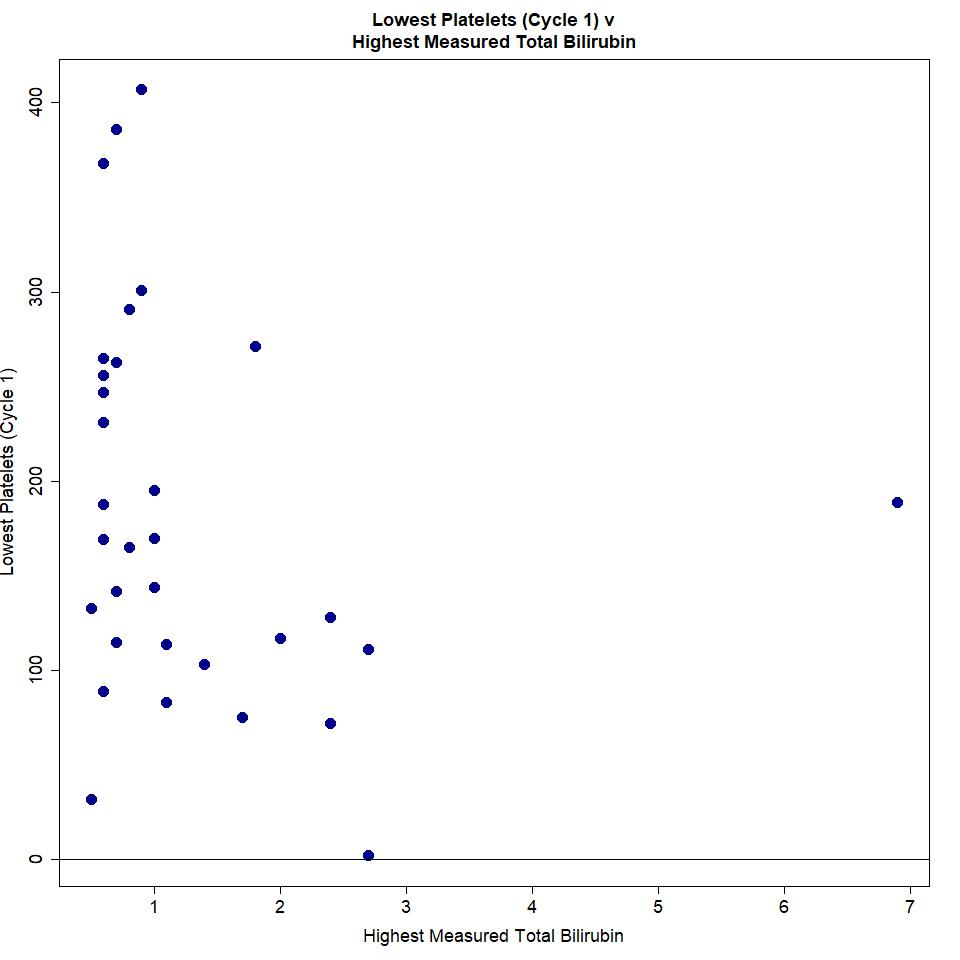 Lowest Platelets (Cycle 1) v
Highest Measured Total Bilirubin
400
300
200
100
0
Lowest Platelets (Cycle 1)
1 2 3 4 5 6 7
Highest Measured Total Bilirubin